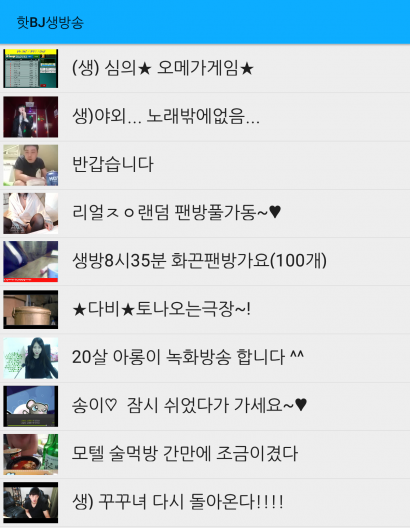 핫BJ생방송
(생) 심의★ 오메가게임★
생)야외... 노래밖에없음...
반갑습니다
리얼ㅈㅇ랜덤 팬방풀가동~♥
생방8시35분 화끈팬방가요(100개)
★다비★토나오는극장~!
20살 아롱이 녹화방송 합니다 ^^
송이♡ 잠시 쉬었다가 가세요~♥
모텔 술먹방 간만에 조금이겼다
생) 꾸꾸녀 다시 돌아온다!!!!